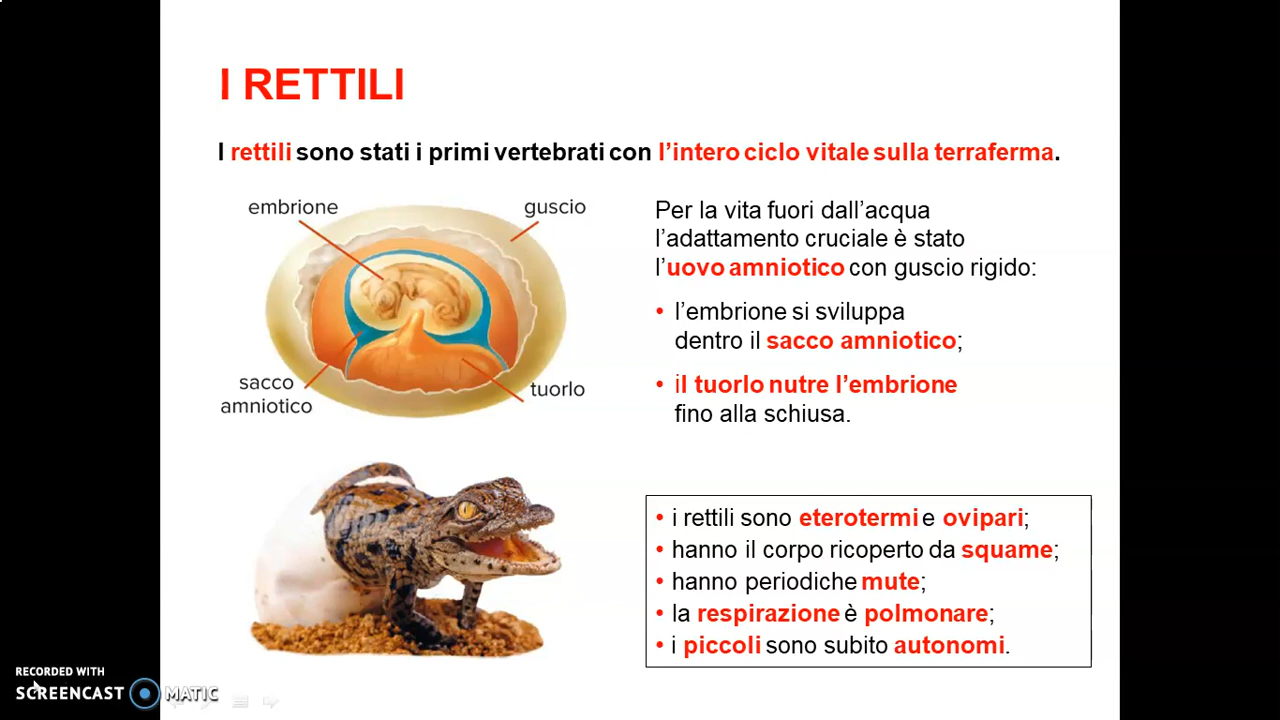 I RETTILI
I rettili sono stati i primi vertebrati con l’intero ciclo vitale sulla terraferma.
embrione
guscio
sacco
amniotico
tuorlo
Per la vita fuori dall’acqua
l’adattamento cruciale è stato
l’uovo amniotico con guscio rigido:
• l’embrione si sviluppa
dentro il sacco amniotico;
• il tuorlo nutre l’embrione
fino alla schiusa.
• i rettili sono eterotermi e ovipari;
• hanno il corpo ricoperto da squame;
• hanno periodiche mute;
• la respirazione è polmonare;
• i piccoli sono subito autonomi.
RECORDED WITH
SCREENCAST MATIC